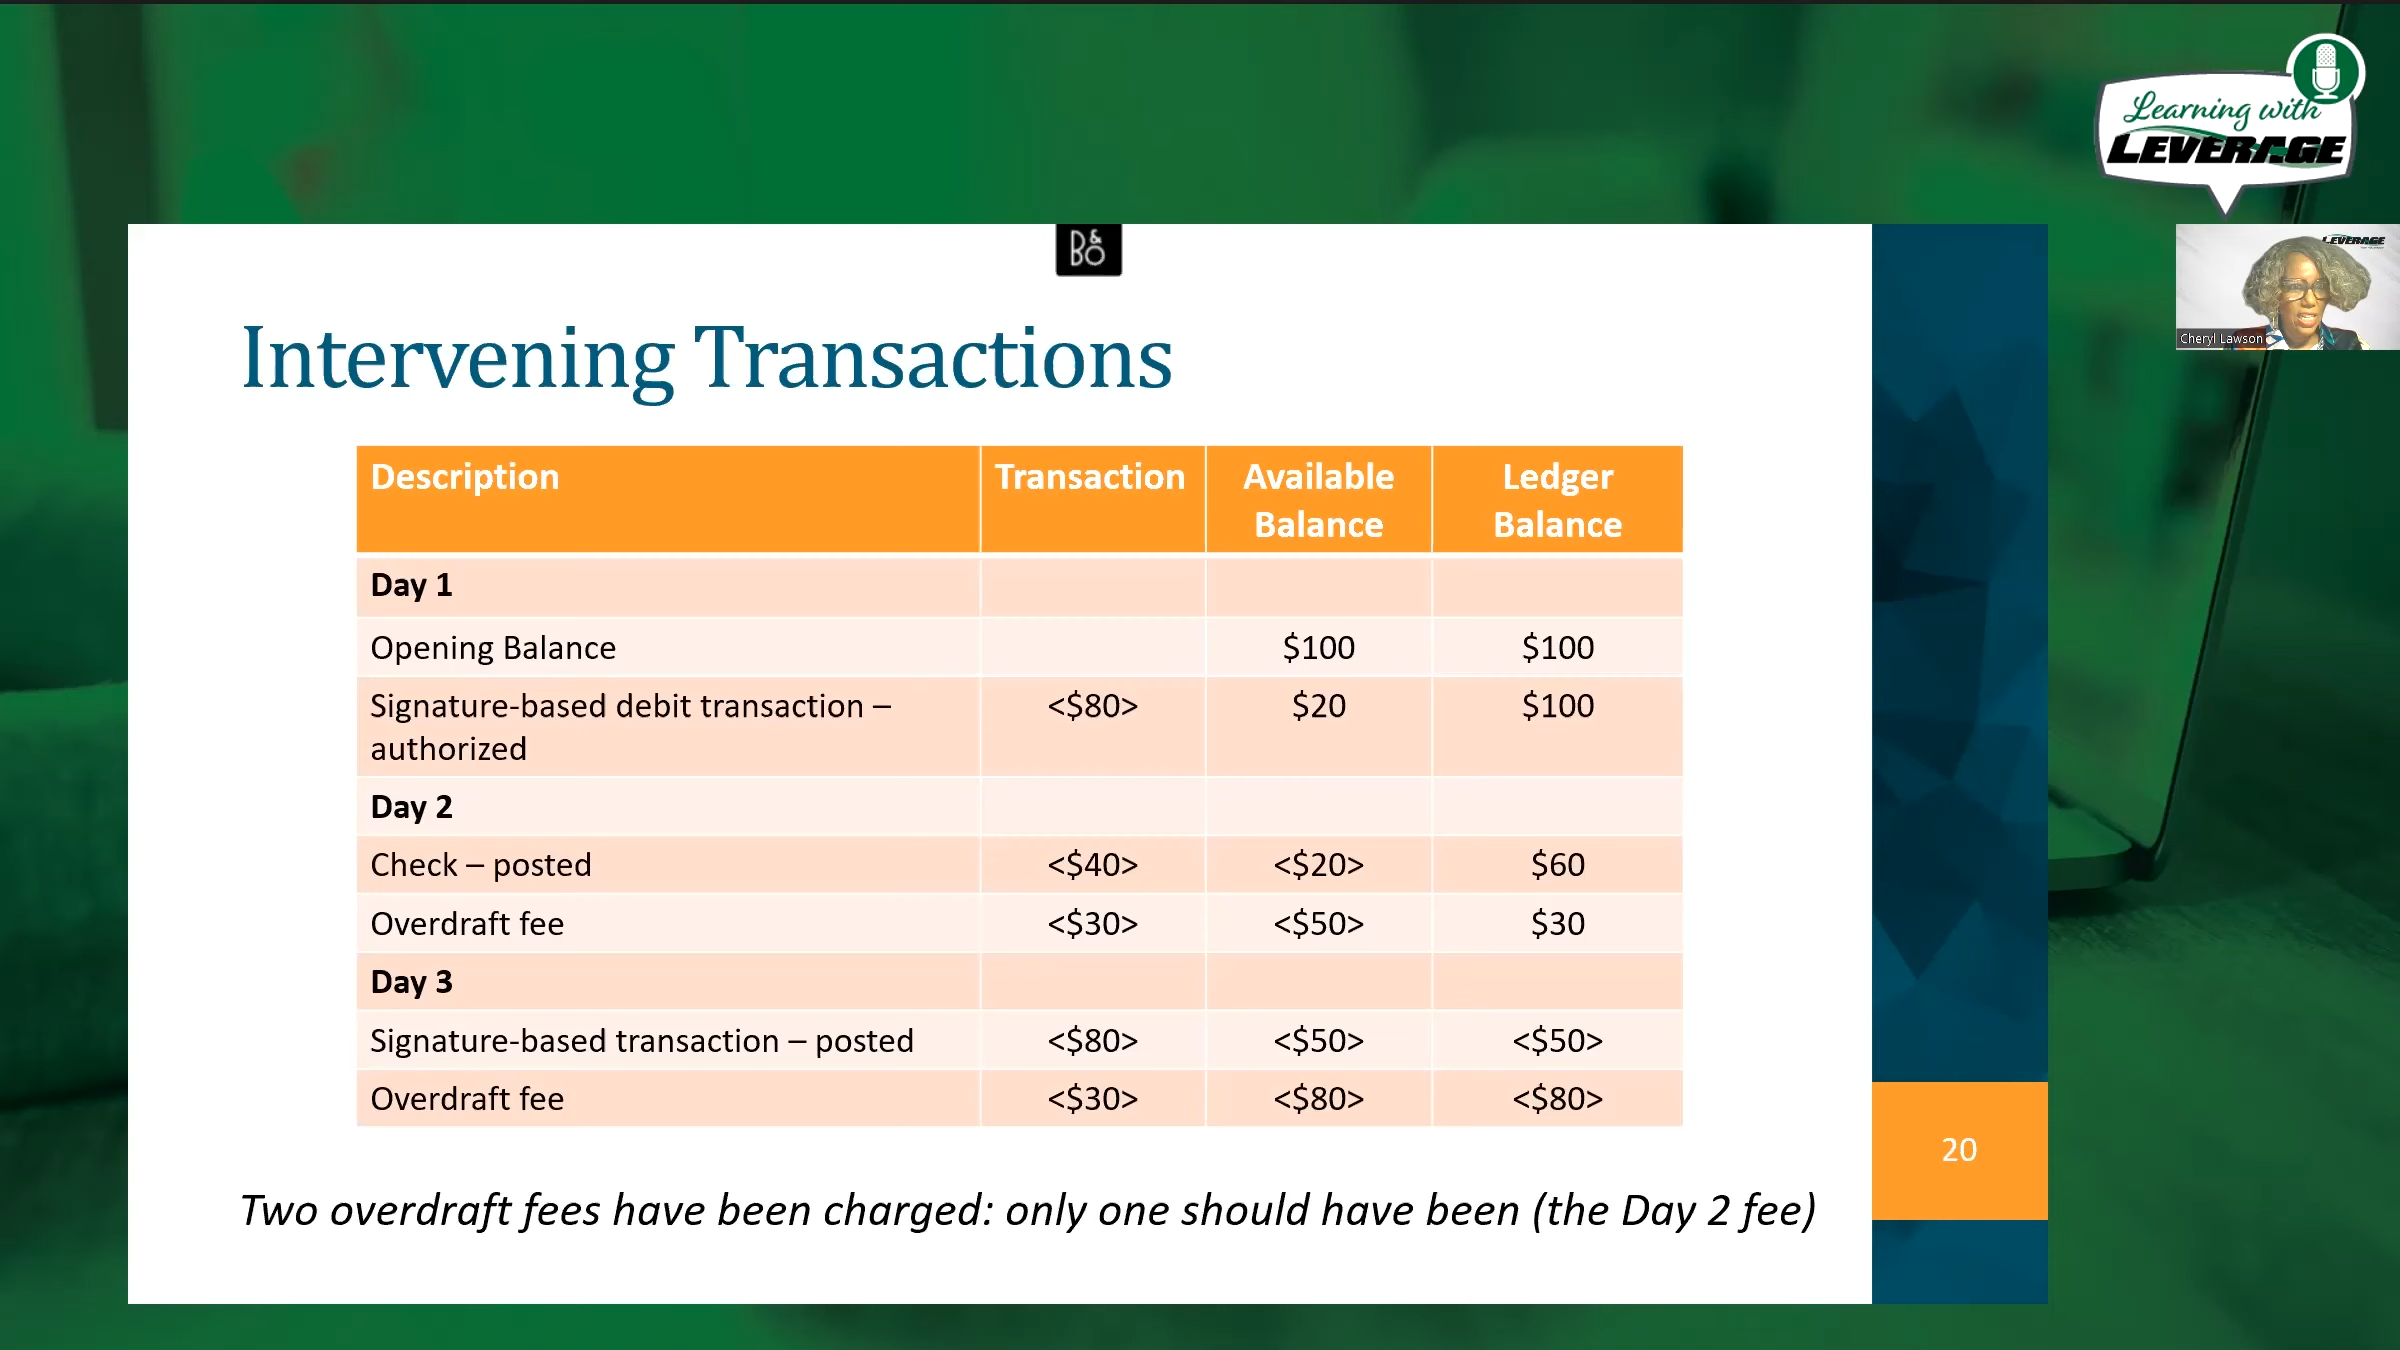 Learning with
LEVERAGE
B&O
LEVERAGE
Cheryl Lawson
Intervening Transactions
Description Transaction Available Balance Ledger Balance
Day 1
Opening Balance $100 $100
Signature-based debit transaction – authorized <$80> $20 $100
Day 2
Check – posted <$40> <$20> $60
Overdraft fee <$30> <$50> $30
Day 3
Signature-based transaction – posted <$80> <$50> <$50>
Overdraft fee <$30> <$80> <$80>
20
Two overdraft fees have been charged: only one should have been (the Day 2 fee)